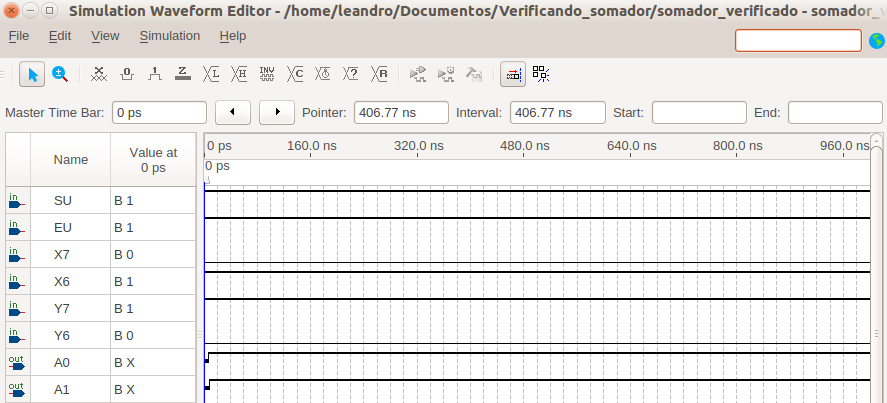 Simulation Waveform Editor - /home/leandro/Documentos/Verificando_somador/somador_verificado - somador_v
File Edit View Simulation Help
INV
Master Time Bar: 0 ps Pointer: 406.77 ns Interval: 406.77 ns Start: End:
Name Value at 0 ps 0 ps 160.0 ns 320.0 ns 480.0 ns 640.0 ns 800.0 ns 960.0 ns
0 ps
in SU B 1
in EU B 1
in X7 B 0
in X6 B 1
in Y7 B 1
in Y6 B 0
out A0 B X
out A1 B X